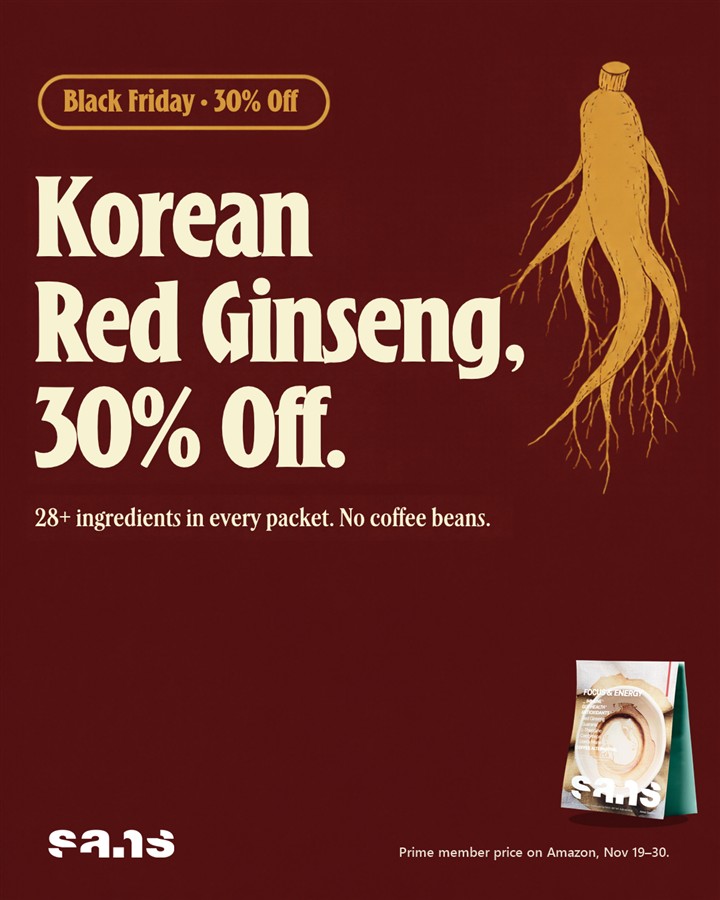 Black Friday • 30% Off
Korean
Red Ginseng,
30% Off.
28+ ingredients in every packet. No coffee beans.
FOCUS & ENERGY
sans
sans
Prime member price on Amazon, Nov 19–30.